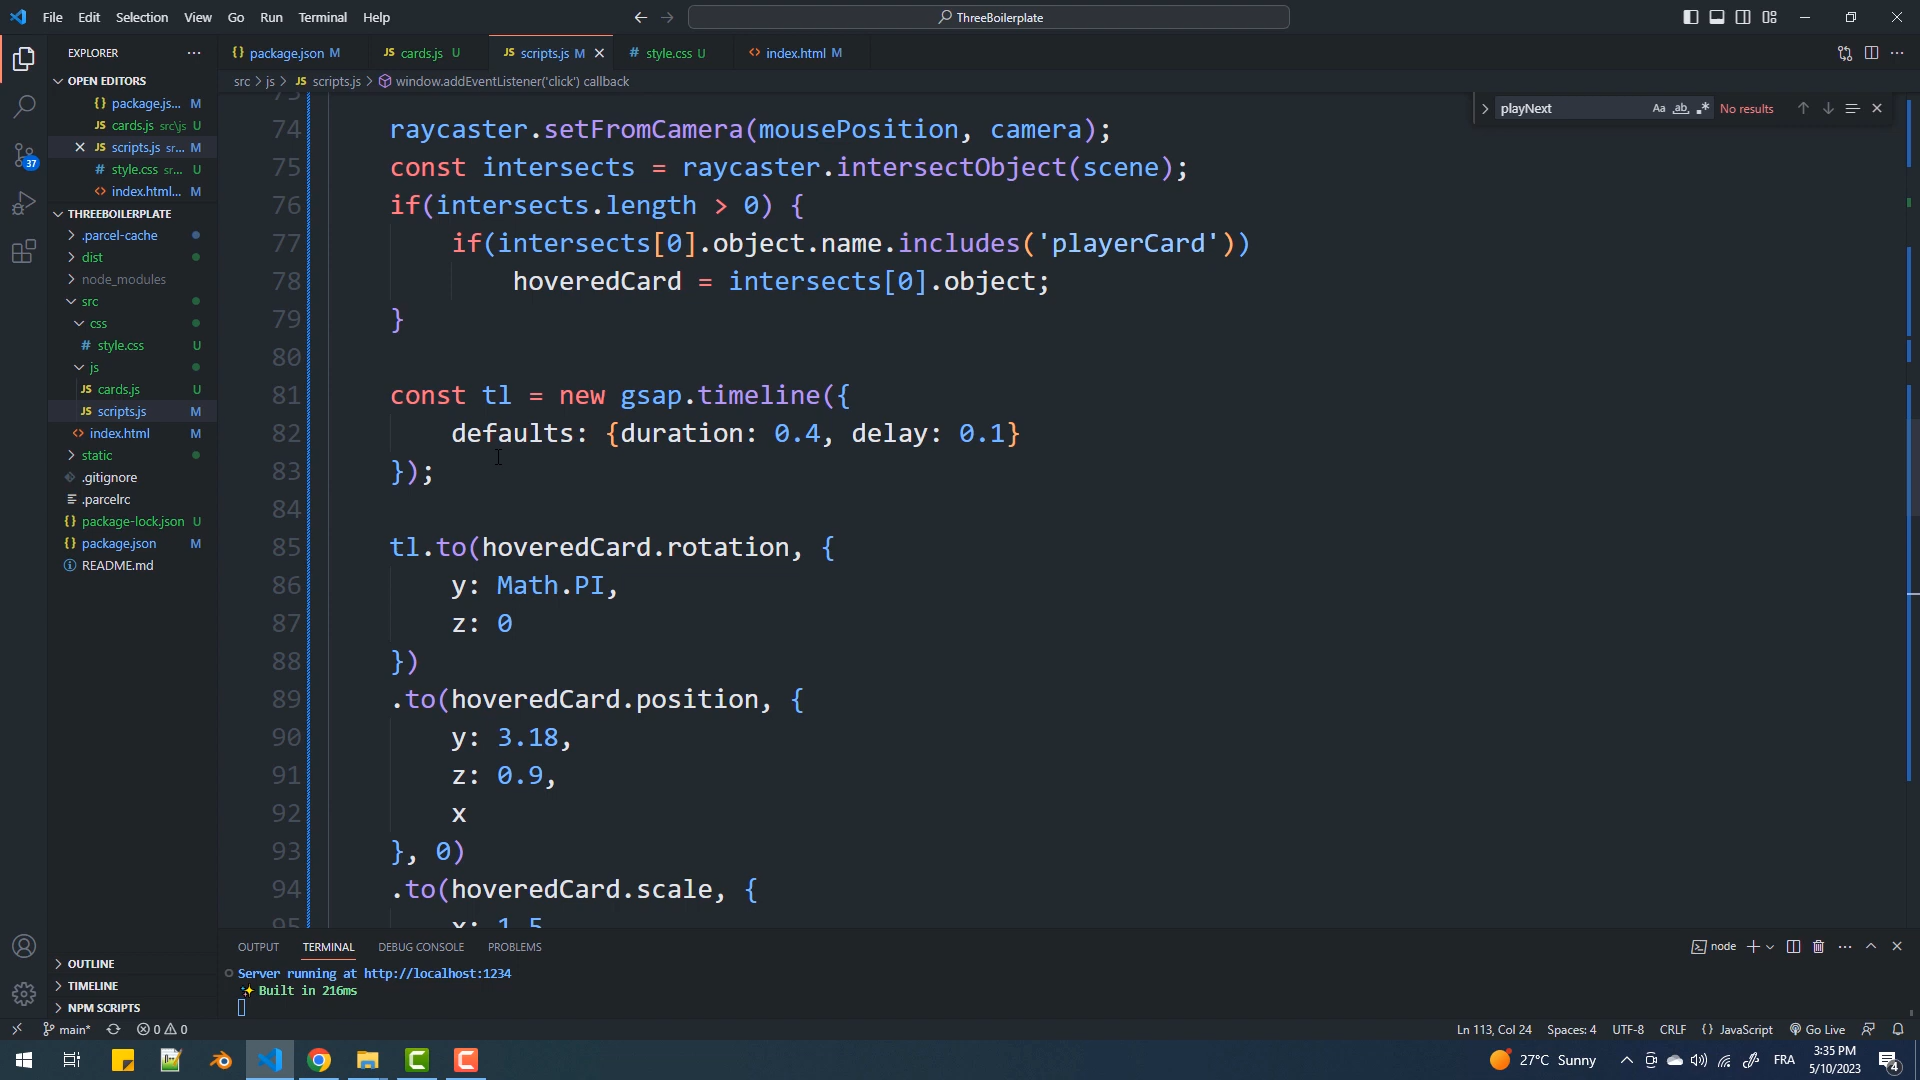 File Edit Selection View Go Run Terminal Help
ThreeBoilerplate
EXPLORER
{} package.json M
JS cards.js U
JS scripts.js M
# style.css U
<> index.html M
OPEN EDITORS
{} package.js... M
JS cards.js src\js U
JS scripts.js sr... M
# style.css sr... U
<> index.html... M
THREEBOILERPLATE
.parcel-cache
dist
node_modules
src
css
# style.css U
js
JS cards.js U
JS scripts.js M
<> index.html M
static
.gitignore
.parcelrc
{} package-lock.json U
{} package.json M
README.md
OUTLINE
TIMELINE
NPM SCRIPTS
src > js > JS scripts.js > window.addEventListener('click') callback
playNext Aa ab .* No results
73
74 raycaster.setFromCamera(mousePosition, camera);
75 const intersects = raycaster.intersectObject(scene);
76 if(intersects.length > 0) {
77 if(intersects[0].object.name.includes('playerCard'))
78 hoveredCard = intersects[0].object;
79 }
80
81 const tl = new gsap.timeline({
82 defaults: {duration: 0.4, delay: 0.1}
83 });
84
85 tl.to(hoveredCard.rotation, {
86 y: Math.PI,
87 z: 0
88 })
89 .to(hoveredCard.position, {
90 y: 3.18,
91 z: 0.9,
92 x
93 }, 0)
94 .to(hoveredCard.scale, {
95 x: 1.5
OUTPUT TERMINAL DEBUG CONSOLE PROBLEMS
node
Server running at http://localhost:1234
✨ Built in 216ms
37
main* 0 0
Ln 113, Col 24 Spaces: 4 UTF-8 CRLF {} JavaScript Go Live
27°C Sunny
FRA
3:35 PM
5/10/2023
4